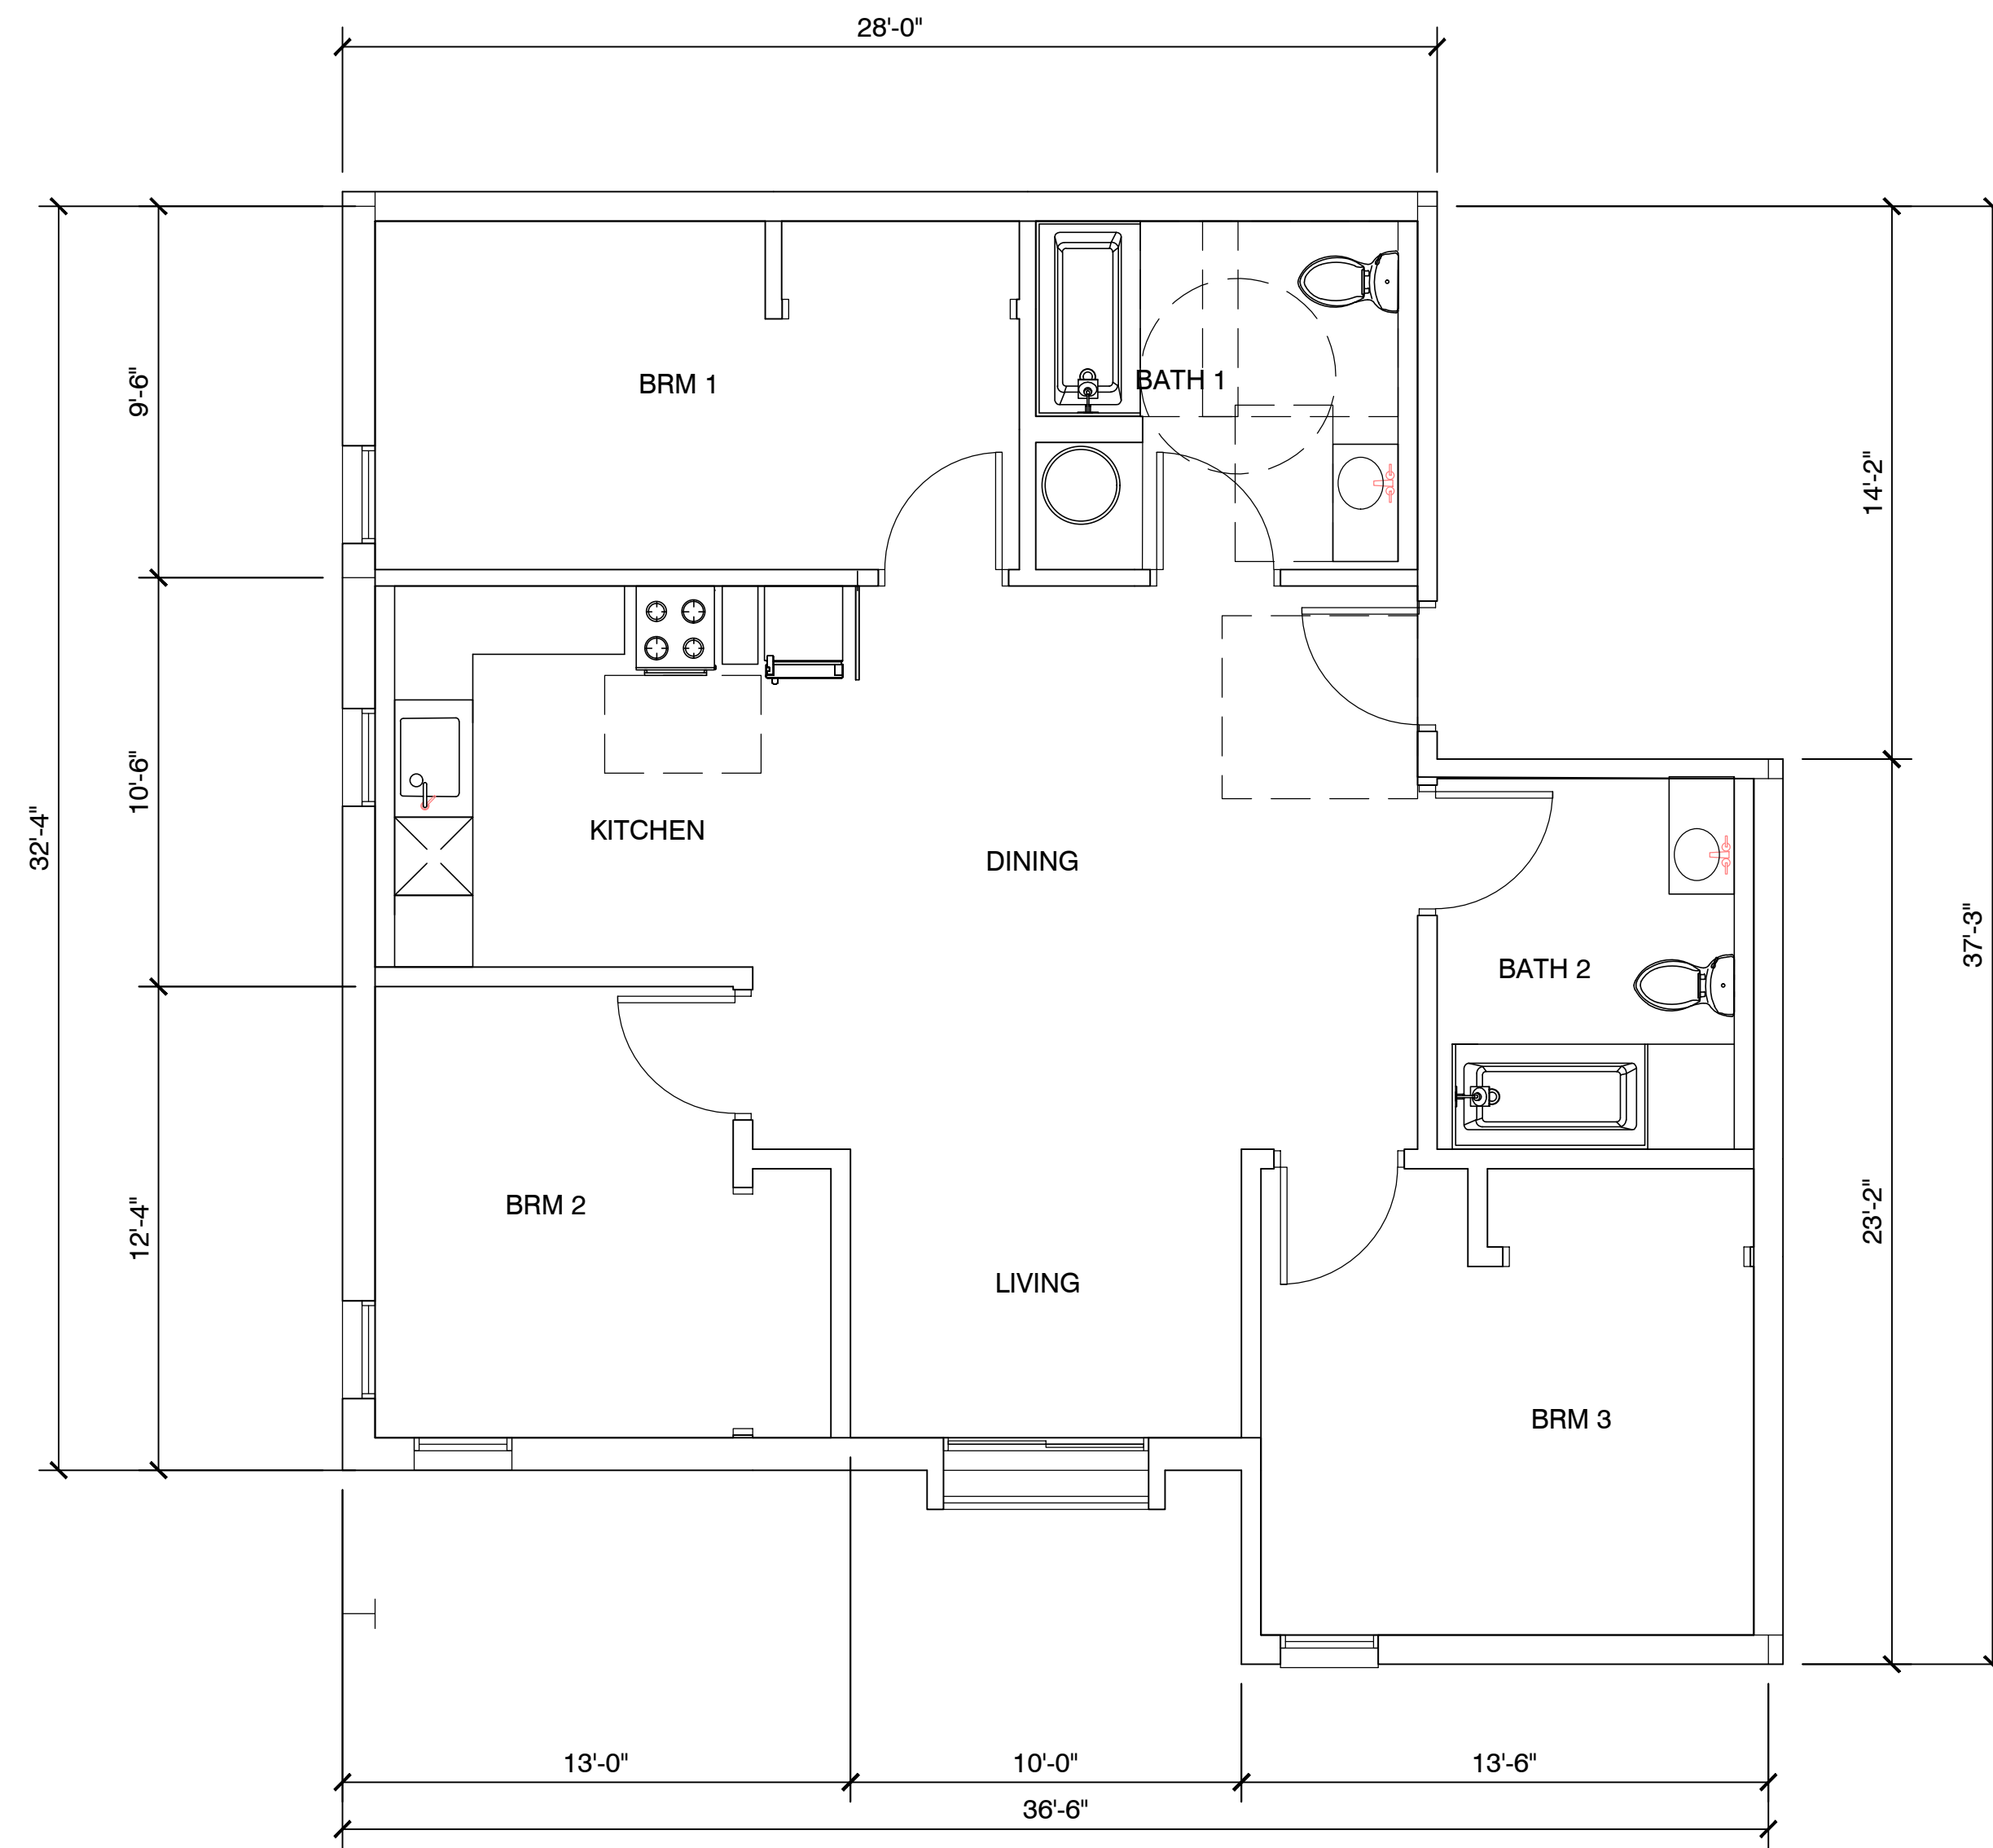 28'-0"
BRM 1
BATH 1
9'-6"
14'-2"
10'-6"
32'-4"
KITCHEN
DINING
37'-3"
BATH 2
12'-4"
BRM 2
23'-2"
LIVING
BRM 3
13'-0"
10'-0"
13'-6"
36'-6"